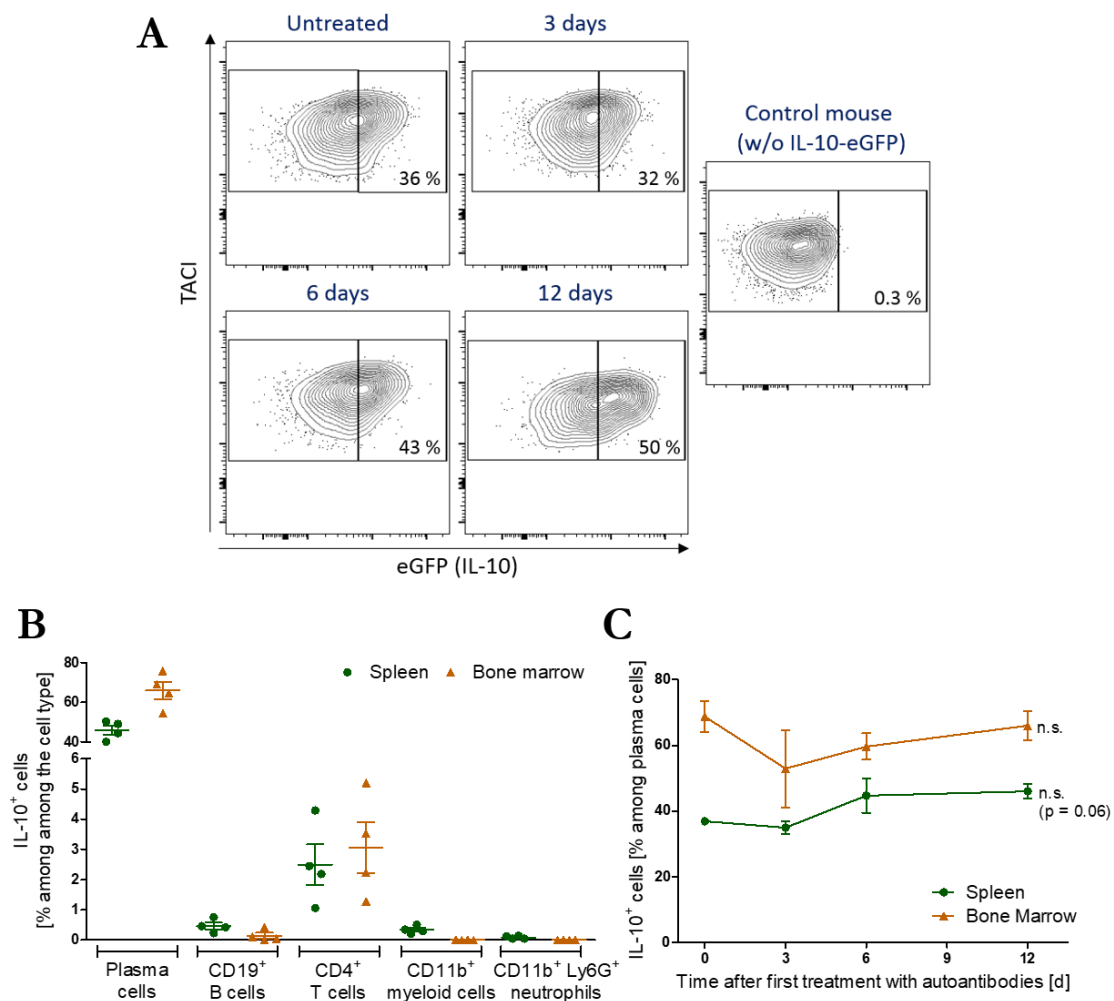 A
Untreated
3 days
36 %
32 %
Control mouse
(w/o IL-10-eGFP)
0.3 %
6 days
12 days
43 %
50 %
TACI
eGFP (IL-10)
B
IL-10+ cells
[% among among the cell type]
80
60
40
6
5
4
3
2
1
0
Spleen
Bone marrow
Plasma
cells
CD19+
B cells
CD4+
T cells
CD11b+
myeloid cells
CD11b+ Ly6G+
neutrophils
C
IL-10+ cells [% among plasma cells]
80
60
40
20
0
n.s.
n.s.
(p = 0.06)
Spleen
Bone Marrow
0
3
6
9
12
Time after first treatment with autoantibodies [d]